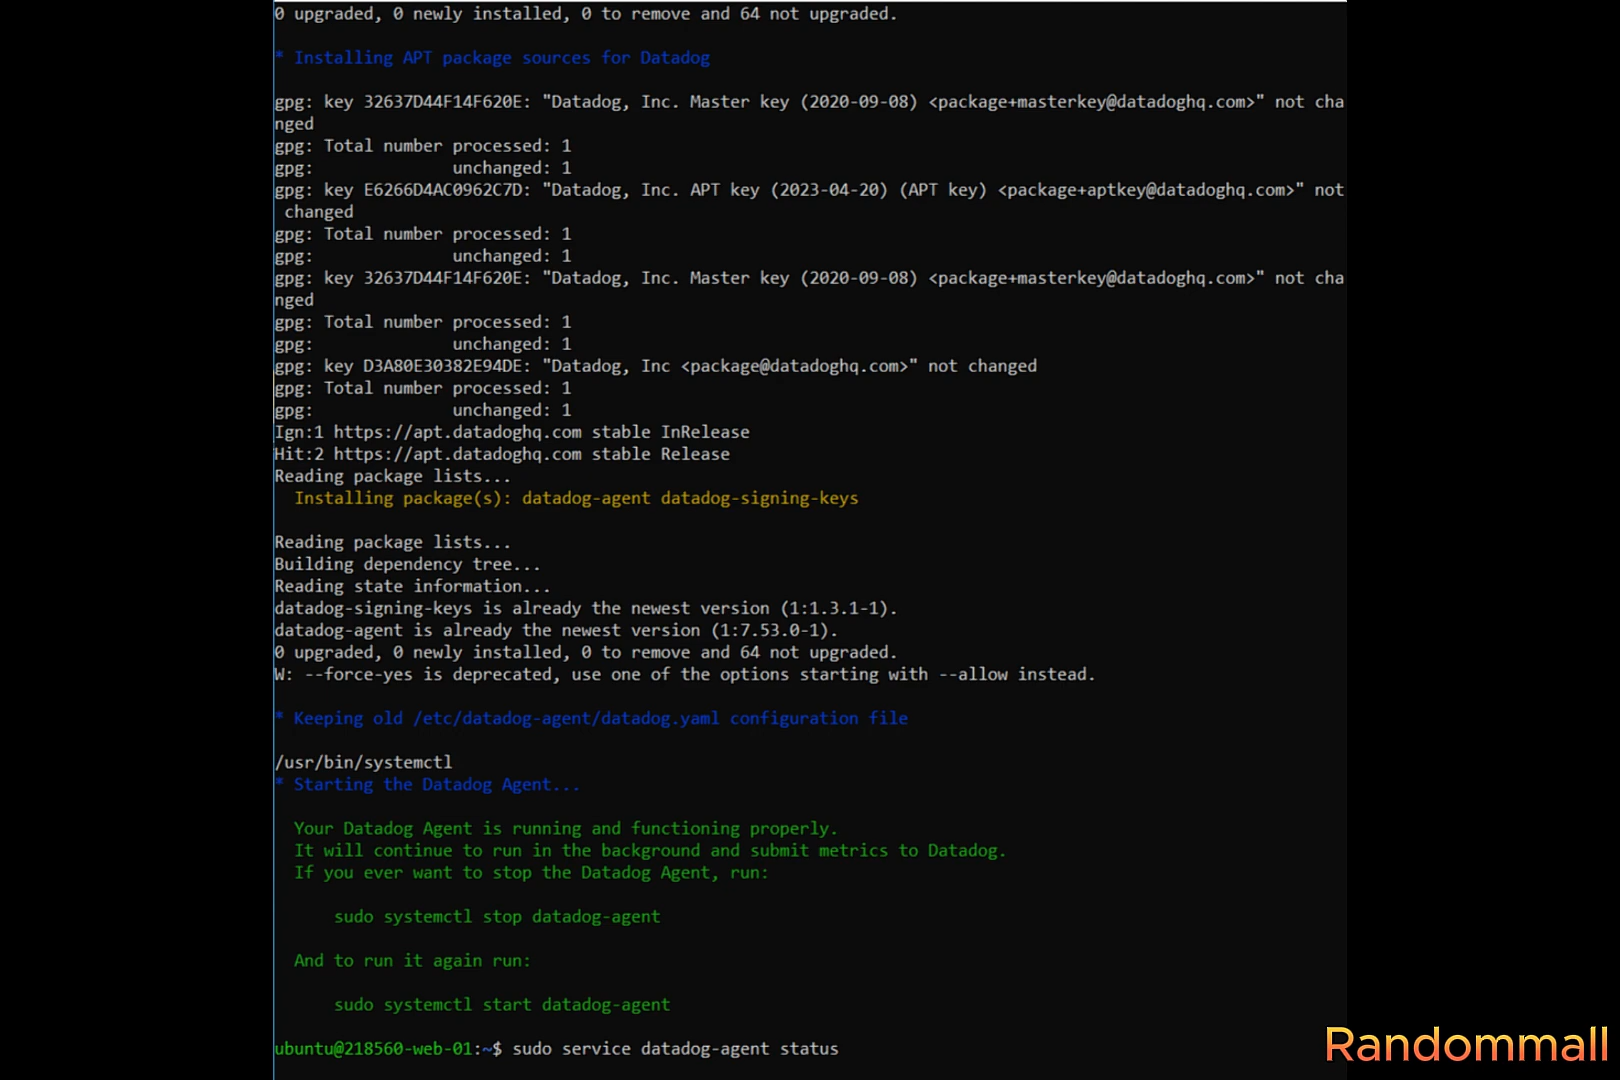 0 upgraded, 0 newly installed, 0 to remove and 64 not upgraded.
* Installing APT package sources for Datadog
gpg: key 32637D44F14F620E: "Datadog, Inc. Master key (2020-09-08) <package+masterkey@datadoghq.com>" not cha
nged
gpg: Total number processed: 1
gpg:              unchanged: 1
gpg: key E6266D4AC0962C7D: "Datadog, Inc. APT key (2023-04-20) (APT key) <package+aptkey@datadoghq.com>" not
 changed
gpg: Total number processed: 1
gpg:              unchanged: 1
gpg: key 32637D44F14F620E: "Datadog, Inc. Master key (2020-09-08) <package+masterkey@datadoghq.com>" not cha
nged
gpg: Total number processed: 1
gpg:              unchanged: 1
gpg: key D3A80E30382E94DE: "Datadog, Inc <package@datadoghq.com>" not changed
gpg: Total number processed: 1
gpg:              unchanged: 1
Ign:1 https://apt.datadoghq.com stable InRelease
Hit:2 https://apt.datadoghq.com stable Release
Reading package lists...
  Installing package(s): datadog-agent datadog-signing-keys
Reading package lists...
Building dependency tree...
Reading state information...
datadog-signing-keys is already the newest version (1:1.3.1-1).
datadog-agent is already the newest version (1:7.53.0-1).
0 upgraded, 0 newly installed, 0 to remove and 64 not upgraded.
W: --force-yes is deprecated, use one of the options starting with --allow instead.
* Keeping old /etc/datadog-agent/datadog.yaml configuration file
/usr/bin/systemctl
* Starting the Datadog Agent...
  Your Datadog Agent is running and functioning properly.
  It will continue to run in the background and submit metrics to Datadog.
  If you ever want to stop the Datadog Agent, run:
      sudo systemctl stop datadog-agent
  And to run it again run:
      sudo systemctl start datadog-agent
ubuntu@218560-web-01:~$ sudo service datadog-agent status
Randommall